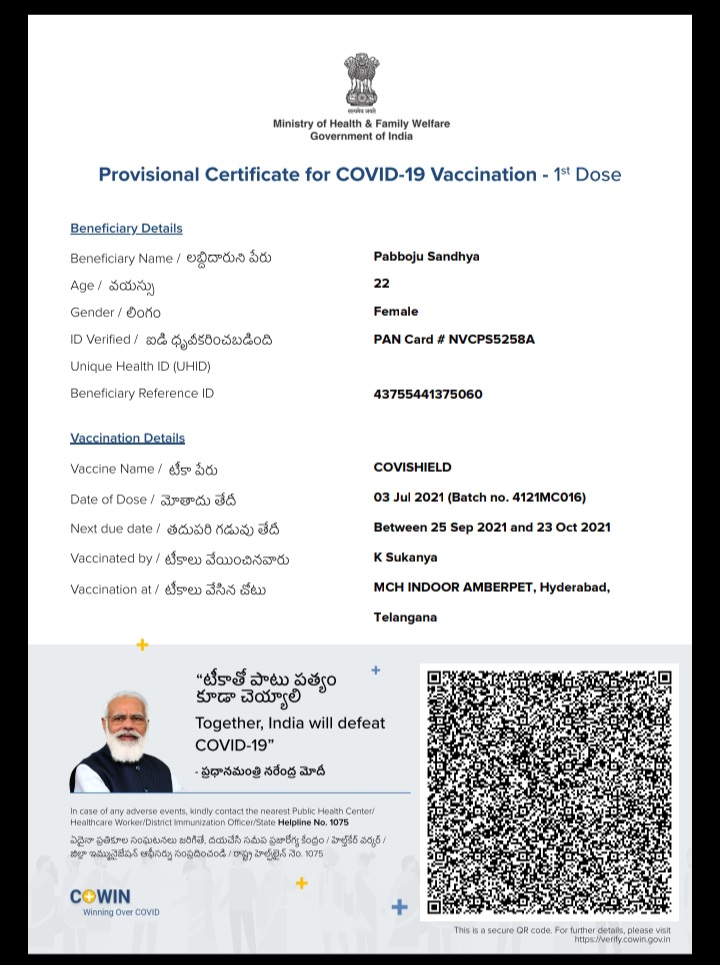 सत्यमेव जयते
Ministry of Health & Family Welfare
Government of India
Provisional Certificate for COVID-19 Vaccination - 1st Dose
Beneficiary Details
Beneficiary Name / లబ్ధిదారుని పేరు Pabboju Sandhya
Age / వయస్సు 22
Gender / లింగం Female
ID Verified / ఐడి ధృవీకరించబడింది PAN Card # NVCPS5258A
Unique Health ID (UHID)
Beneficiary Reference ID 43755441375060
Vaccination Details
Vaccine Name / టీకా పేరు COVISHIELD
Date of Dose / మోతాదు తేదీ 03 Jul 2021 (Batch no. 4121MC016)
Next due date / తదుపరి గడువు తేదీ Between 25 Sep 2021 and 23 Oct 2021
Vaccinated by / టీకాలు వేయించినవారు K Sukanya
Vaccination at / టీకాలు వేసిన చోటు MCH INDOOR AMBERPET, Hyderabad,
Telangana
“టీకాతో పాటు పత్యం
కూడా చెయ్యాలి
Together, India will defeat
COVID-19”
- ప్రధానమంత్రి నరేంద్ర మోదీ
In case of any adverse events, kindly contact the nearest Public Health Center/
Healthcare Worker/District Immunization Officer/State Helpline No. 1075
ఏదైనా ప్రతికూల సంఘటనలు జరిగితే, దయచేసి సమీప ప్రజారోగ్య కేంద్రం / హెల్త్‌కేర్ వర్కర్ /
జిల్లా ఇమ్యునైజేషన్ ఆఫీసర్ను సంప్రదించండి / రాష్ట్ర హెల్ప్‌లైన్ నెం. 1075
COWIN
Winning Over COVID
This is a secure QR code. For further details, please visit
https://verify.cowin.gov.in